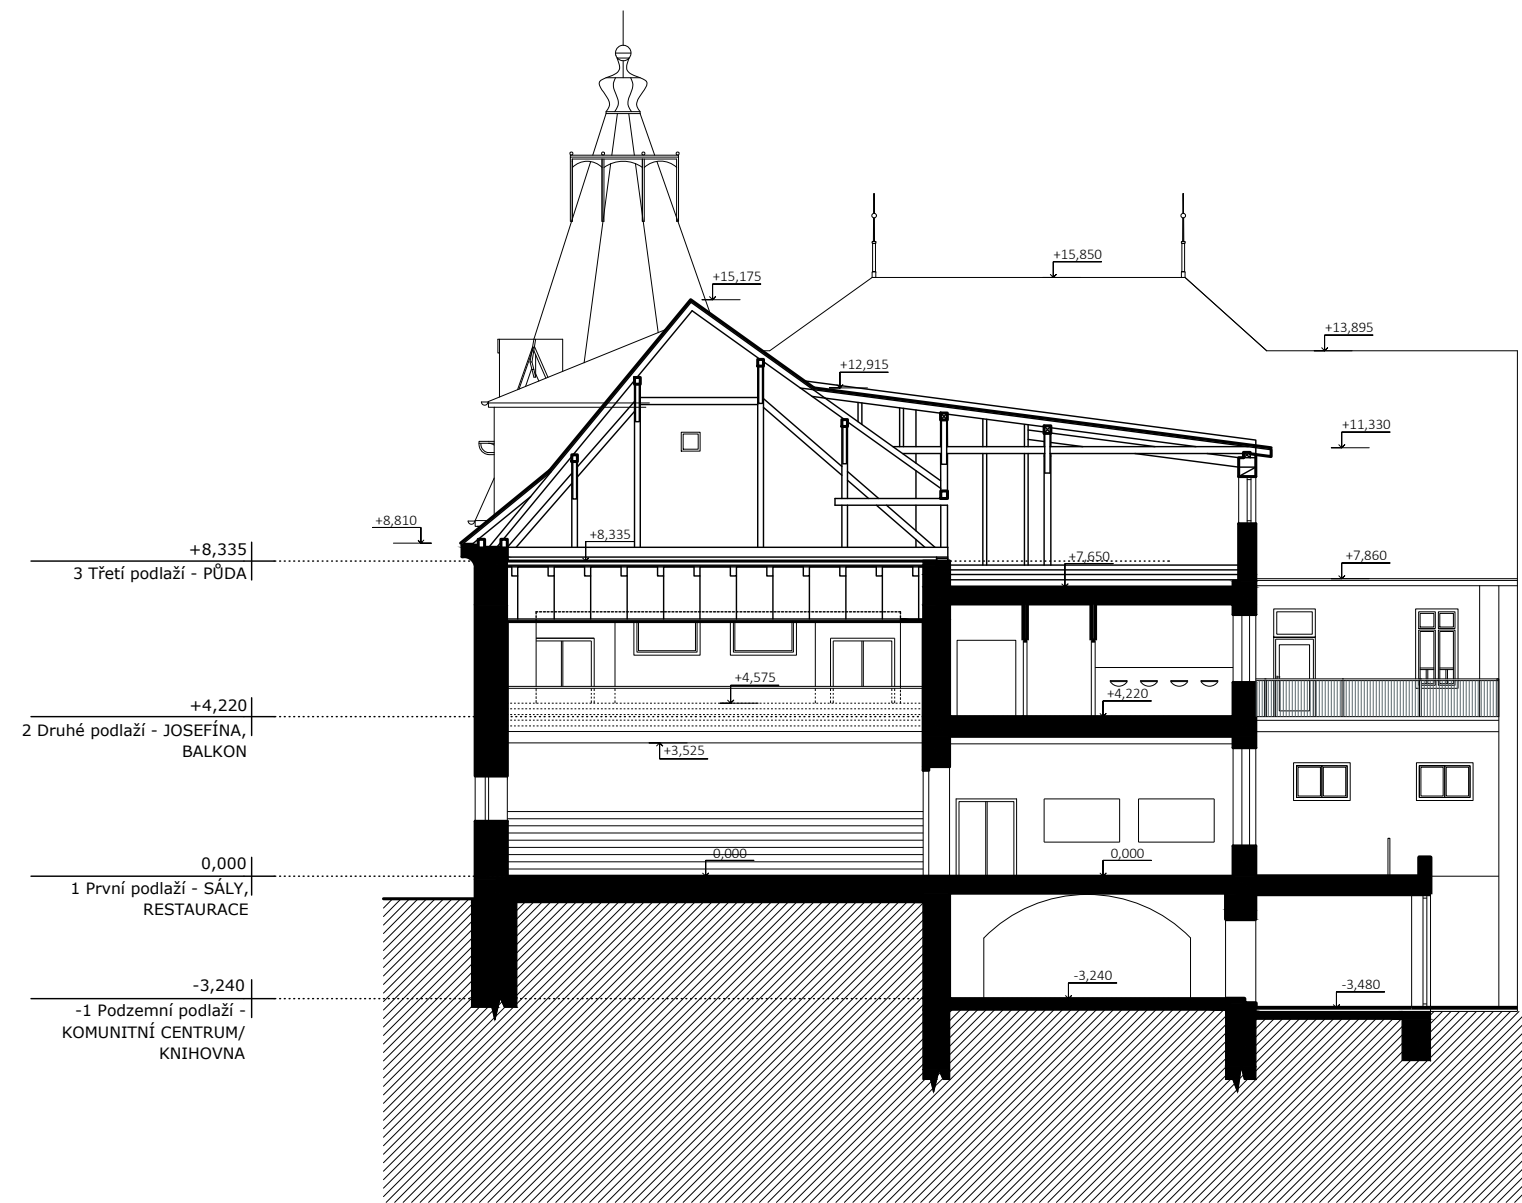 +15,850
+15,175
+13,895
+12,915
+11,330
+8,810
+8,335
+8,335
3 Třetí podlaží - PŮDA
+7,650
+7,860
+4,575
+4,220
+4,220
2 Druhé podlaží - JOSEFÍNA,
BALKON
+3,525
0,000
0,000
0,000
1 První podlaží - SÁLY,
RESTAURACE
-3,240
-3,240
-3,480
-1 Podzemní podlaží -
KOMUNITNÍ CENTRUM/
KNIHOVNA